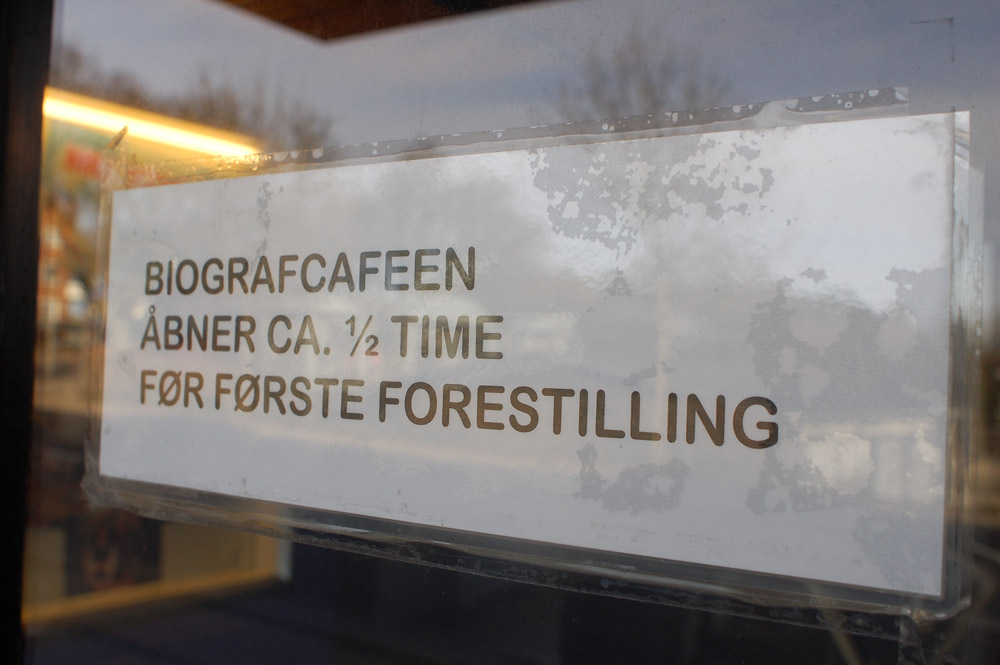 BIOGRAFCAFEEN
ÅBNER CA. ½ TIME
FØR FØRSTE FORESTILLING